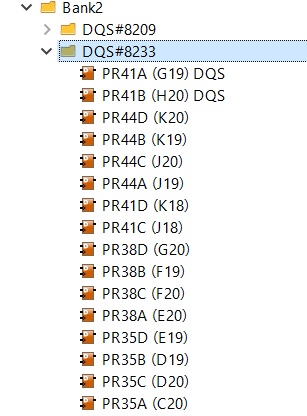 Bank2
DQS#8209
DQS#8233
PR41A (G19) DQS
PR41B (H20) DQS
PR44D (K20)
PR44B (K19)
PR44C (J20)
PR44A (J19)
PR41D (K18)
PR41C (J18)
PR38D (G20)
PR38B (F19)
PR38C (F20)
PR38A (E20)
PR35D (E19)
PR35B (D19)
PR35C (D20)
PR35A (C20)